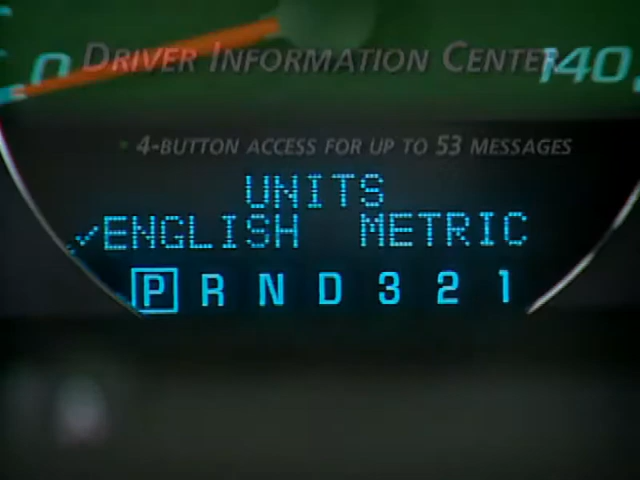 DRIVER INFORMATION CENTER
0 140
• 4-BUTTON ACCESS FOR UP TO 53 MESSAGES
UNITS
✓ENGLISH METRIC
P R N D 3 2 1